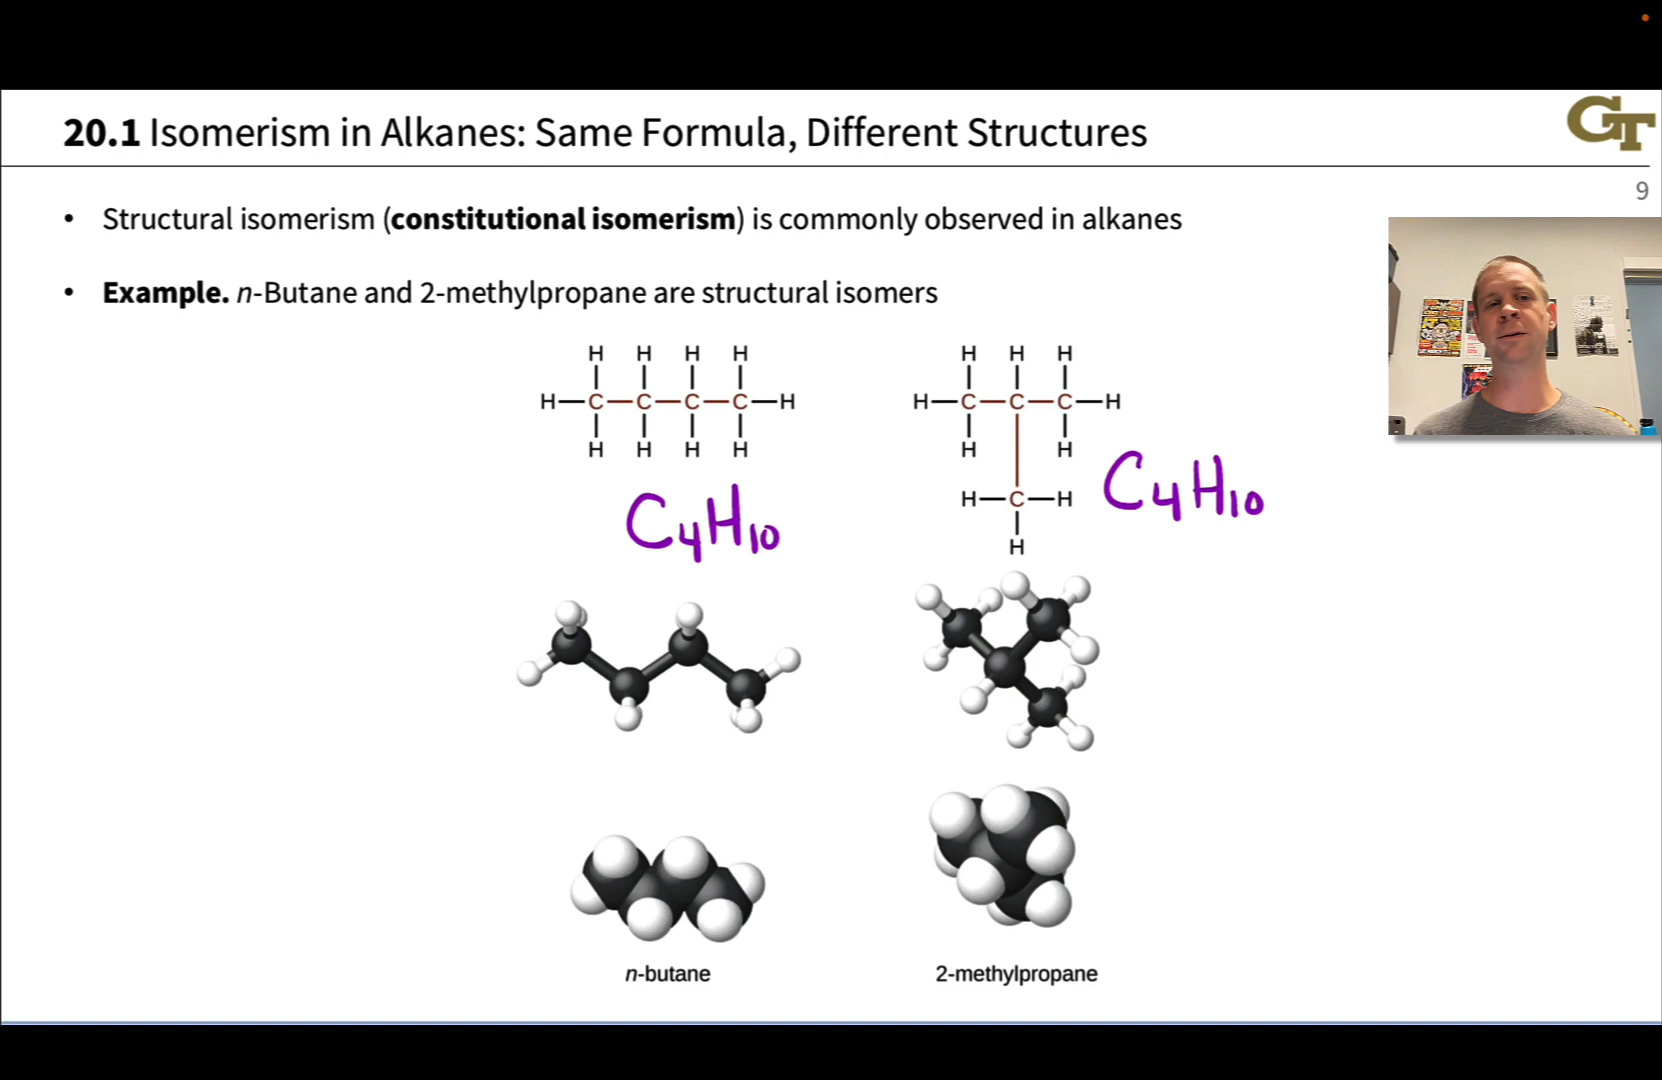 20.1 Isomerism in Alkanes: Same Formula, Different Structures
GT
9
• Structural isomerism (constitutional isomerism) is commonly observed in alkanes
• Example. n-Butane and 2-methylpropane are structural isomers
H H H H
H—C—C—C—C—H
H H H H
C4H10
H H H
H—C—C—C—H
H H
H—C—H
H
C4H10
n-butane
2-methylpropane